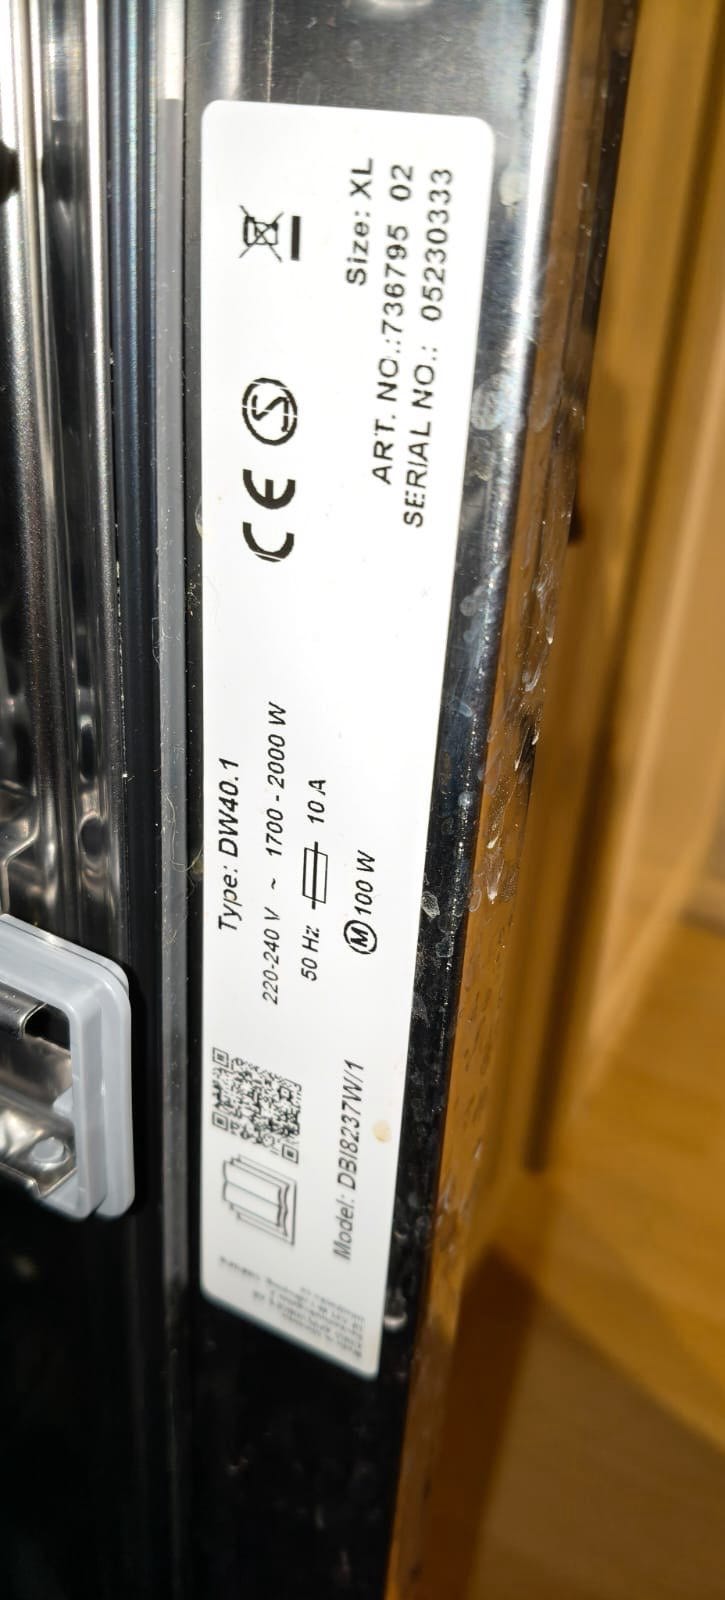 Type: DW40.1
220-240 V ~ 1700 - 2000 W
50 Hz 10 A
M 100 W
Model: DBI8237W/1
CE S
Size: XL
ART. NO.:736795 02
SERIAL NO.: 05230333